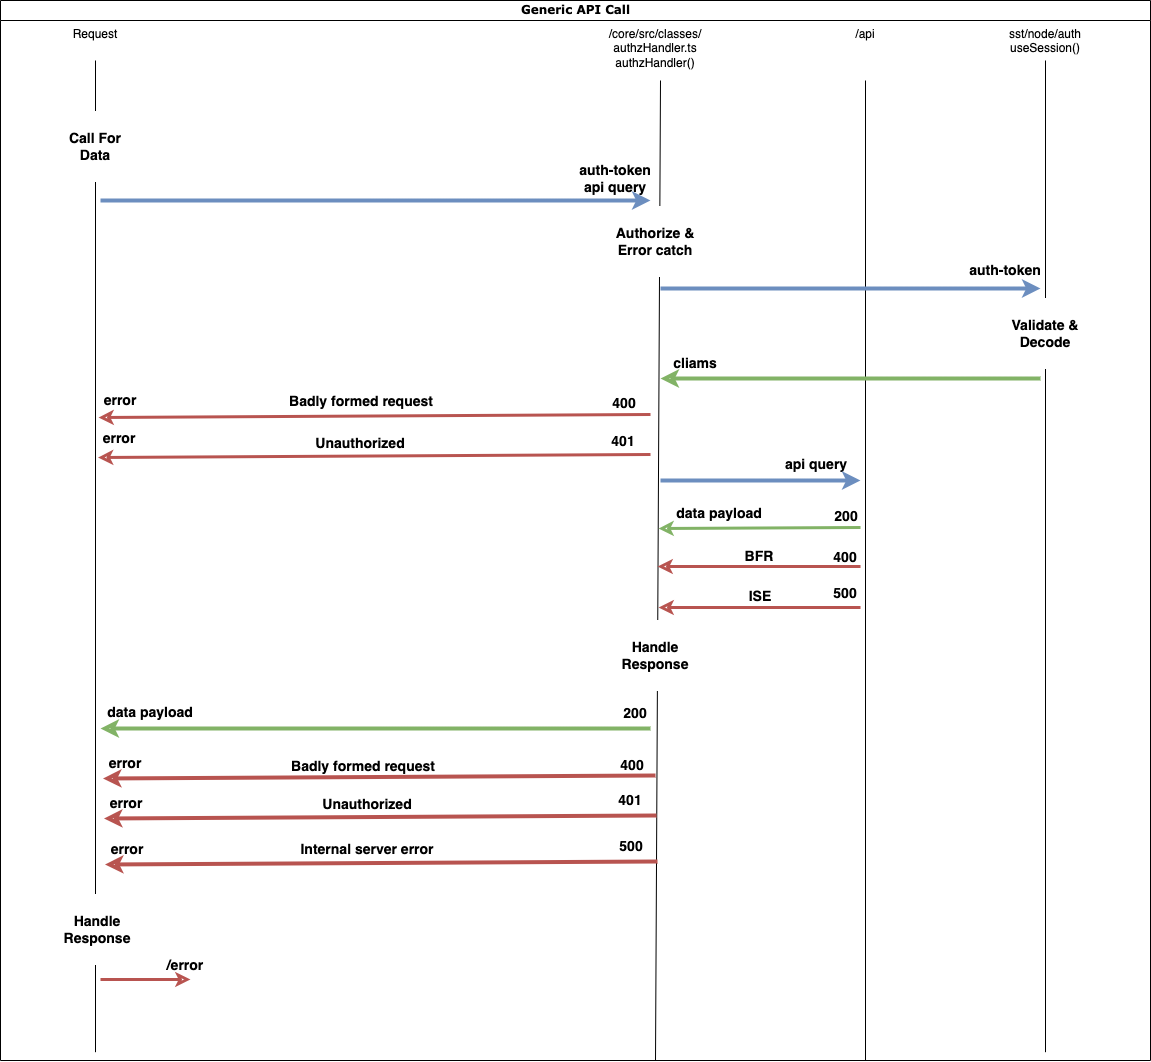 Generic API Call
Request
/core/src/classes/
authzHandler.ts
authzHandler()
/api
sst/node/auth
useSession()
Call For
Data
auth-token
api query
Authorize &
Error catch
auth-token
Validate &
Decode
cliams
error Badly formed request 400
error Unauthorized 401
api query
data payload 200
BFR 400
ISE 500
Handle
Response
data payload 200
error Badly formed request 400
error Unauthorized 401
error Internal server error 500
Handle
Response
/error